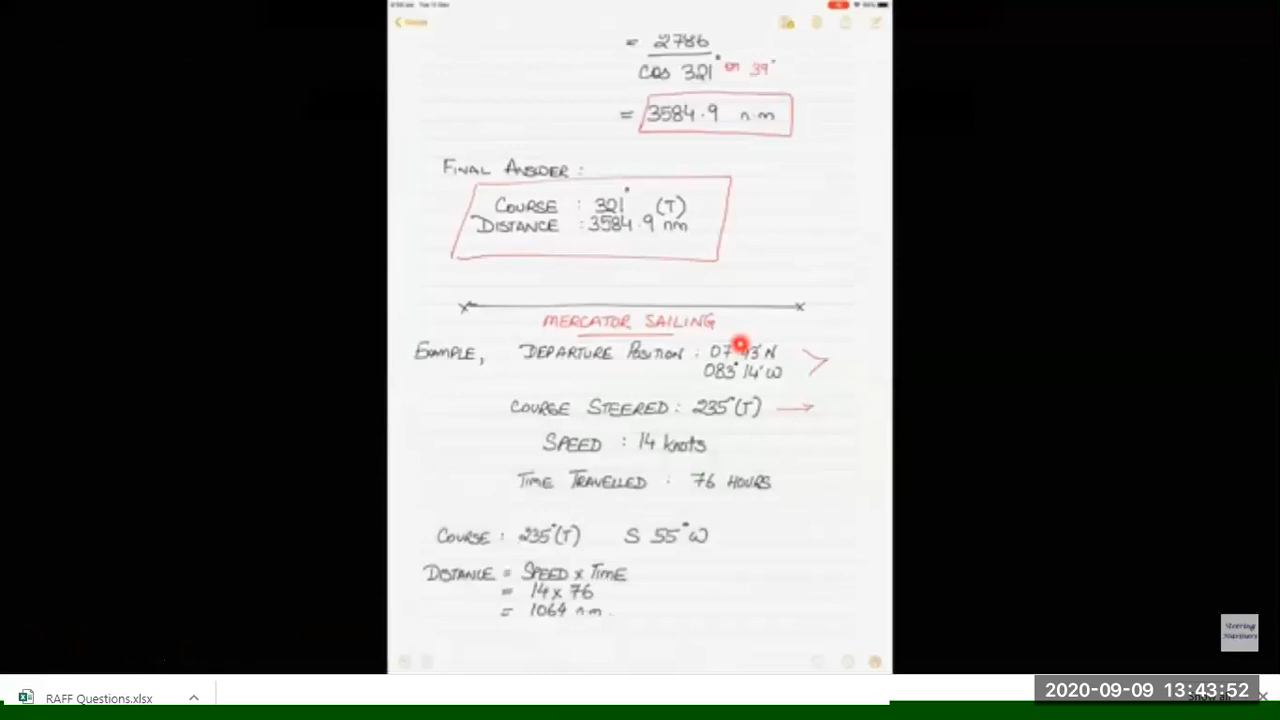 = 2786
cos 321° or 39°
= 3584.9 n.m
FINAL ANSWER :
COURSE : 321° (T)
DISTANCE : 3584.9 nm
MERCATOR SAILING
EXAMPLE, DEPARTURE POSITION : 07° 43' N
083° 14' W
COURSE STEERED : 235° (T)
SPEED : 14 knots
TIME TRAVELLED : 76 HOURS
COURSE : 235° (T) S 55° W
DISTANCE = SPEED x TIME
= 14 x 76
= 1064 n.m.
RAFF Questions.xlsx
2020-09-09 13:43:52